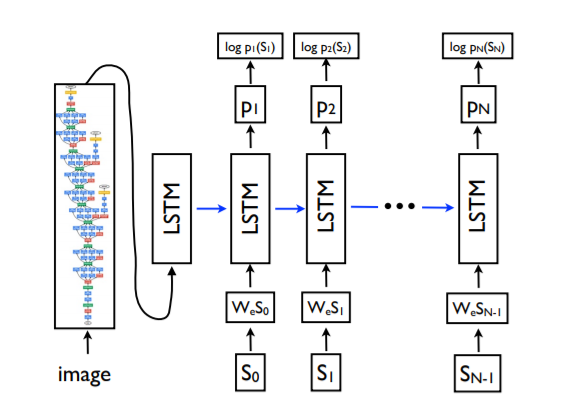 log p1(S1)
log p2(S2)
log pN(SN)
p1
p2
pN
LSTM
LSTM
LSTM
LSTM
WeS0
WeS1
WeSN-1
image
S0
S1
SN-1